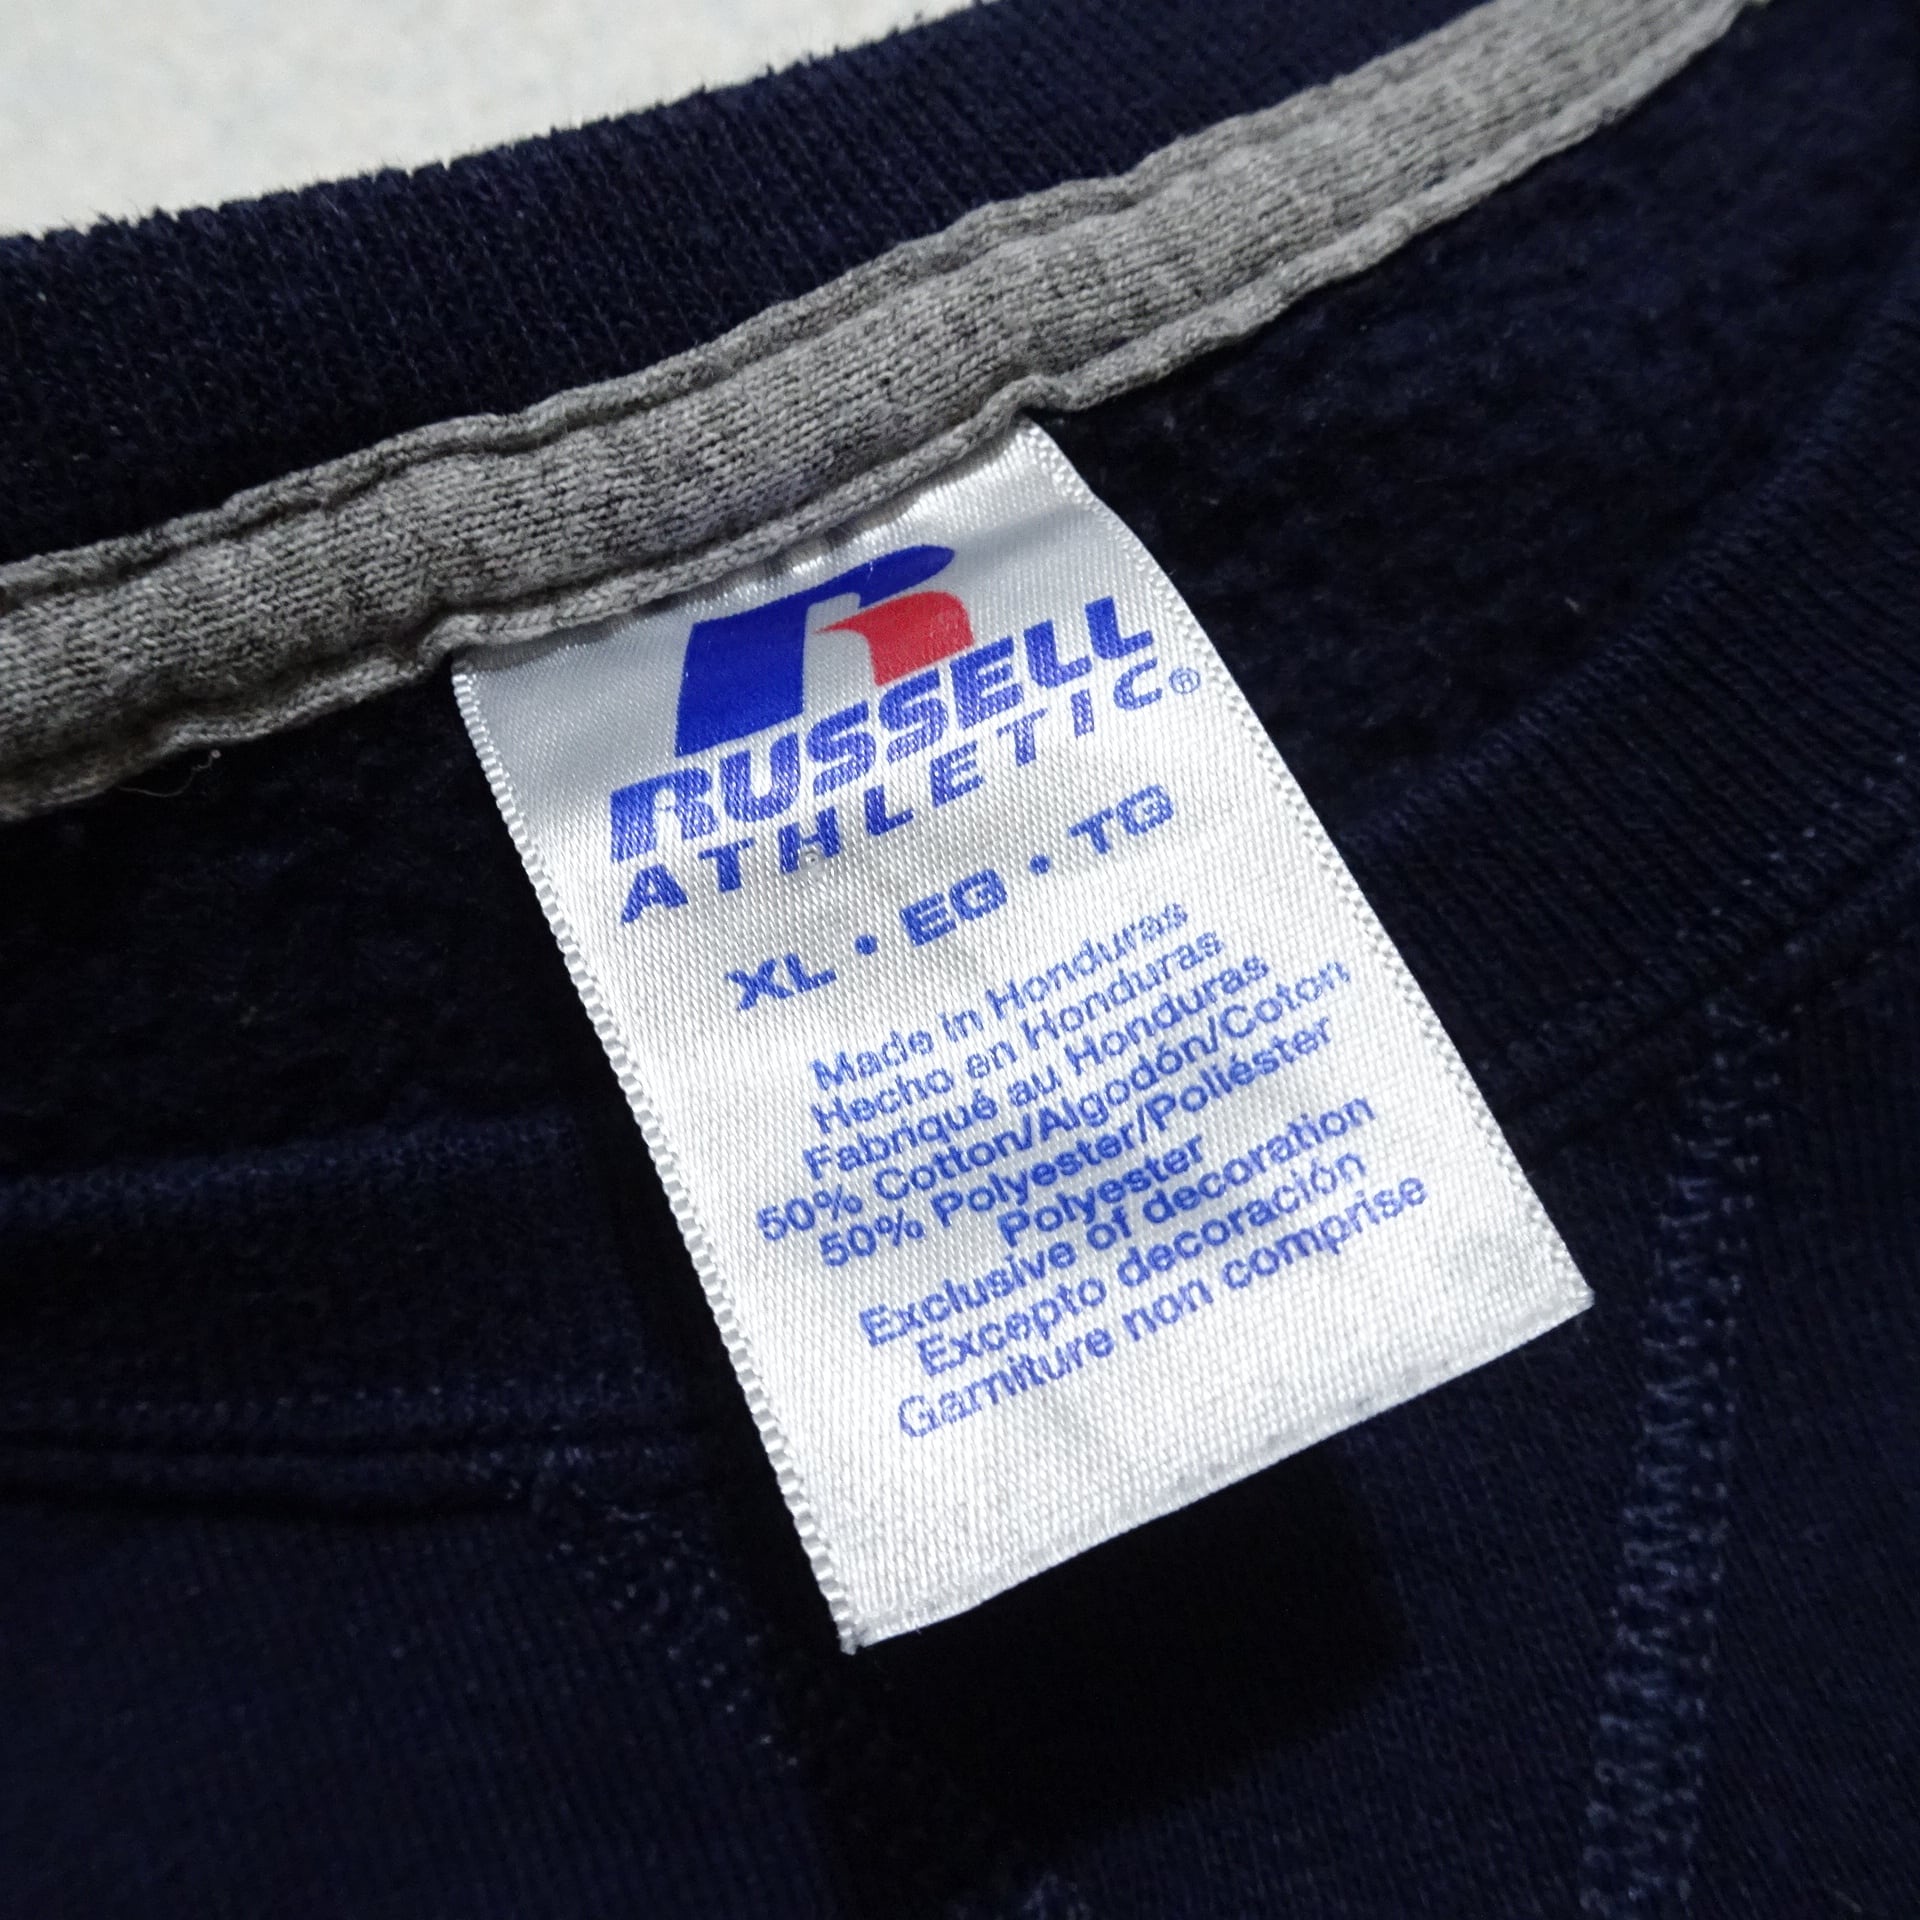 RUSSELL
ATHLETIC®
XL • EG • TG
Made in Honduras
Hecho en Honduras
Fabriqué au Honduras
50% Cotton/Algodón/Coton
50% Polyester/Poliéster
Polyester
Exclusive of decoration
Excepto decoración
Garniture non comprise